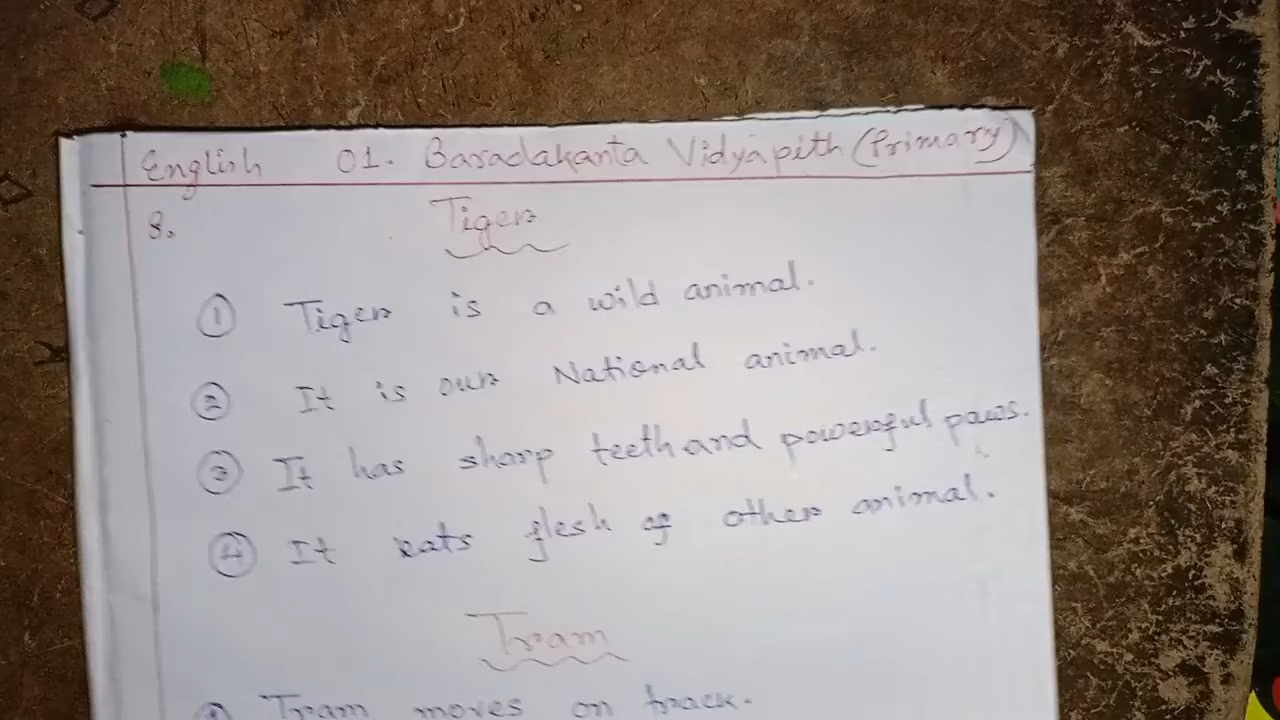 English 01. Baradakanta Vidyapith (Primary)
8. Tiger
① Tiger is a wild animal.
② It is our National animal.
③ It has sharp teeth and powerful paws.
④ It eats flesh of other animal.
Tram
① Tram moves on track.